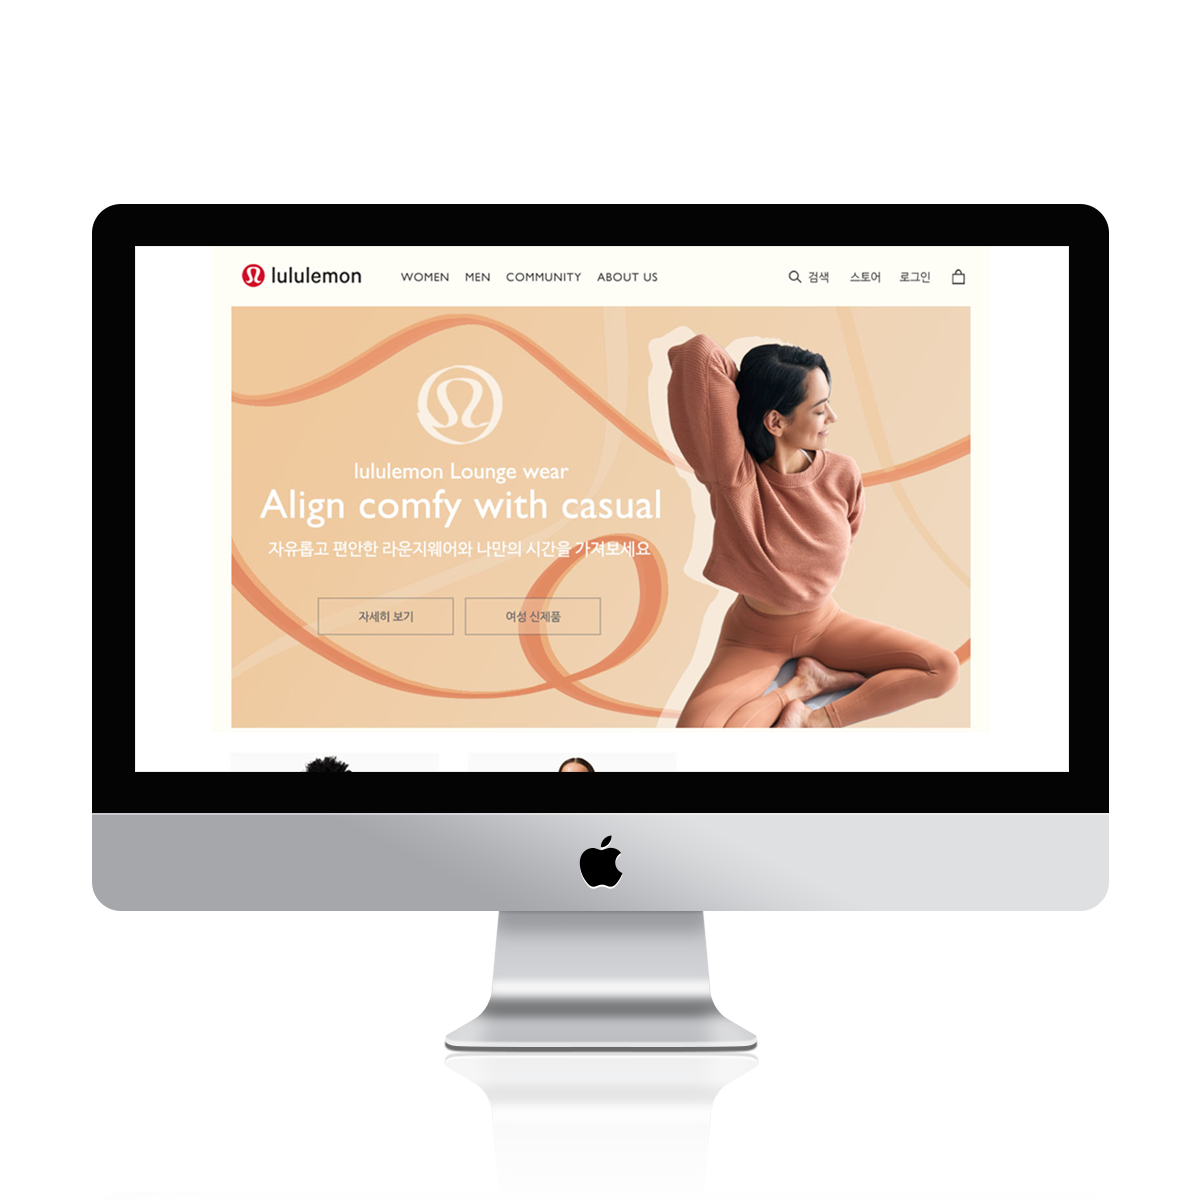 lululemon WOMEN MEN COMMUNITY ABOUT US 검색 스토어 로그인
lululemon Lounge wear
Align comfy with casual
자유롭고 편안한 라운지웨어와 나만의 시간을 가져보세요
자세히 보기 여성 신제품